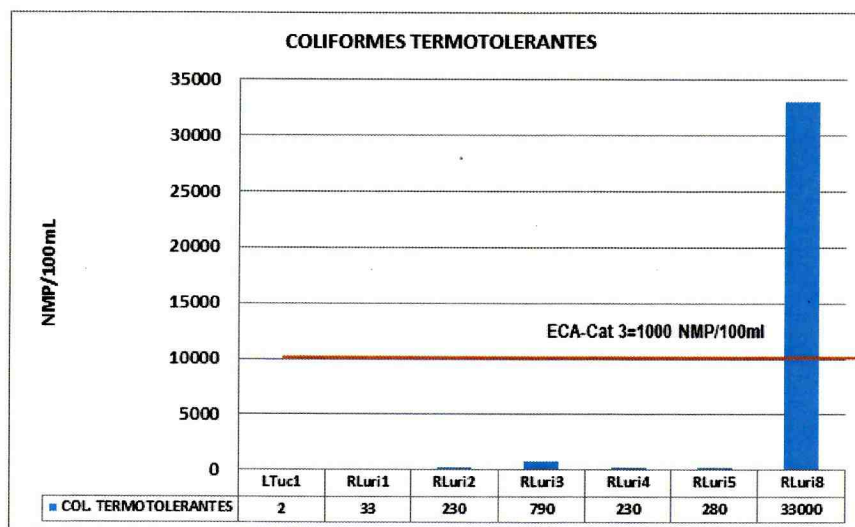 COLIFORMES TERMOTOLERANTES
NMP/100mL
35000
30000
25000
20000
15000
10000
5000
0
ECA-Cat 3=1000 NMP/100ml
LTuc1 RLuri1 RLuri2 RLuri3 RLuri4 RLuri5 RLuri8
COL. TERMOTOLERANTES 2 33 230 790 230 280 33000